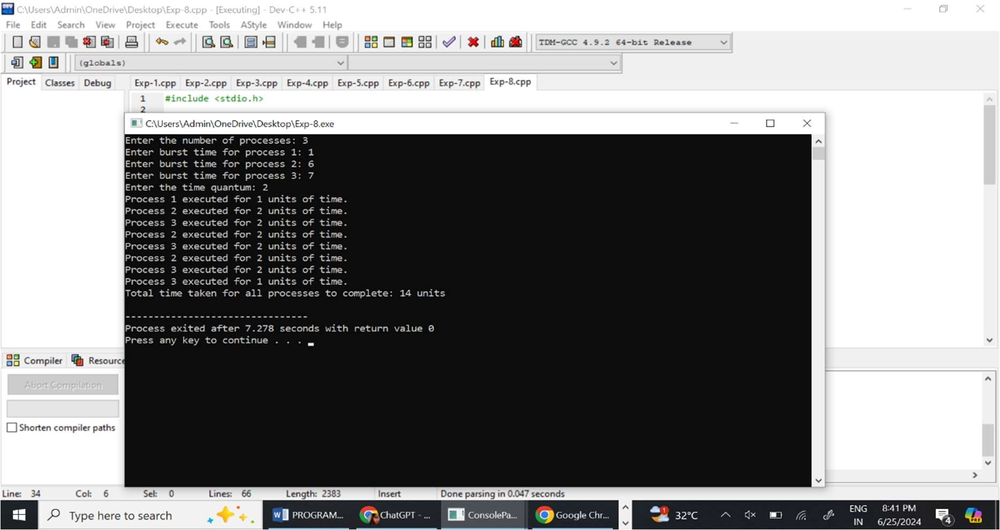 C:\Users\Admin\OneDrive\Desktop\Exp-8.cpp - [Executing] - Dev-C++ 5.11
File Edit Search View Project Execute Tools AStyle Window Help
TDM-GCC 4.9.2 64-bit Release
(globals)
Project Classes Debug Exp-1.cpp Exp-2.cpp Exp-3.cpp Exp-4.cpp Exp-5.cpp Exp-6.cpp Exp-7.cpp Exp-8.cpp
1 #include <stdio.h>
2
C:\Users\Admin\OneDrive\Desktop\Exp-8.exe
Enter the number of processes: 3
Enter burst time for process 1: 1
Enter burst time for process 2: 6
Enter burst time for process 3: 7
Enter the time quantum: 2
Process 1 executed for 1 units of time.
Process 2 executed for 2 units of time.
Process 3 executed for 2 units of time.
Process 2 executed for 2 units of time.
Process 3 executed for 2 units of time.
Process 2 executed for 2 units of time.
Process 3 executed for 2 units of time.
Process 3 executed for 1 units of time.
Total time taken for all processes to complete: 14 units
--------------------------------
Process exited after 7.278 seconds with return value 0
Press any key to continue . . .
Compiler Resource
Abort Compilation
Shorten compiler paths
Line: 34 Col: 6 Sel: 0 Lines: 66 Length: 2383 Insert Done parsing in 0.047 seconds
Type here to search PROGRAM... ChatGPT - ... ConsolePa... Google Chr... 1 32°C ENG 8:41 PM 4 PRE
IN 6/25/2024